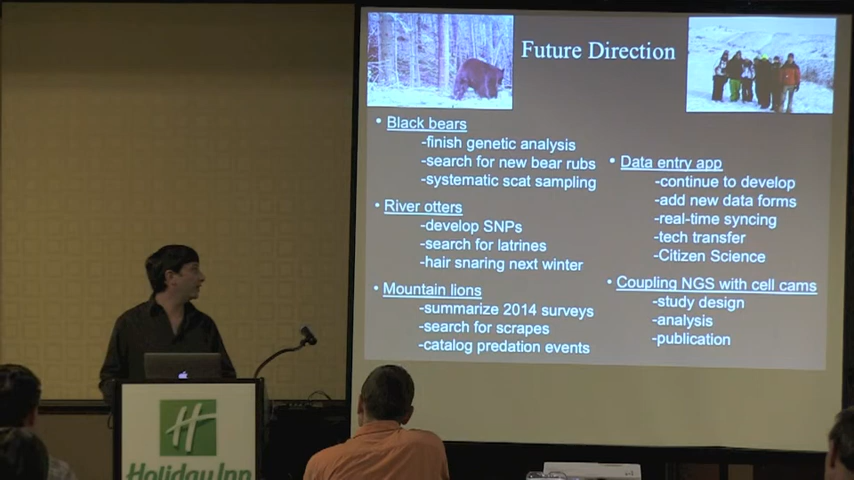 Future Direction
• Black bears
-finish genetic analysis
-search for new bear rubs
-systematic scat sampling
• River otters
-develop SNPs
-search for latrines
-hair snaring next winter
• Mountain lions
-summarize 2014 surveys
-search for scrapes
-catalog predation events
• Data entry app
-continue to develop
-add new data forms
-real-time syncing
-tech transfer
-Citizen Science
• Coupling NGS with cell cams
-study design
-analysis
-publication
H
Holiday Inn